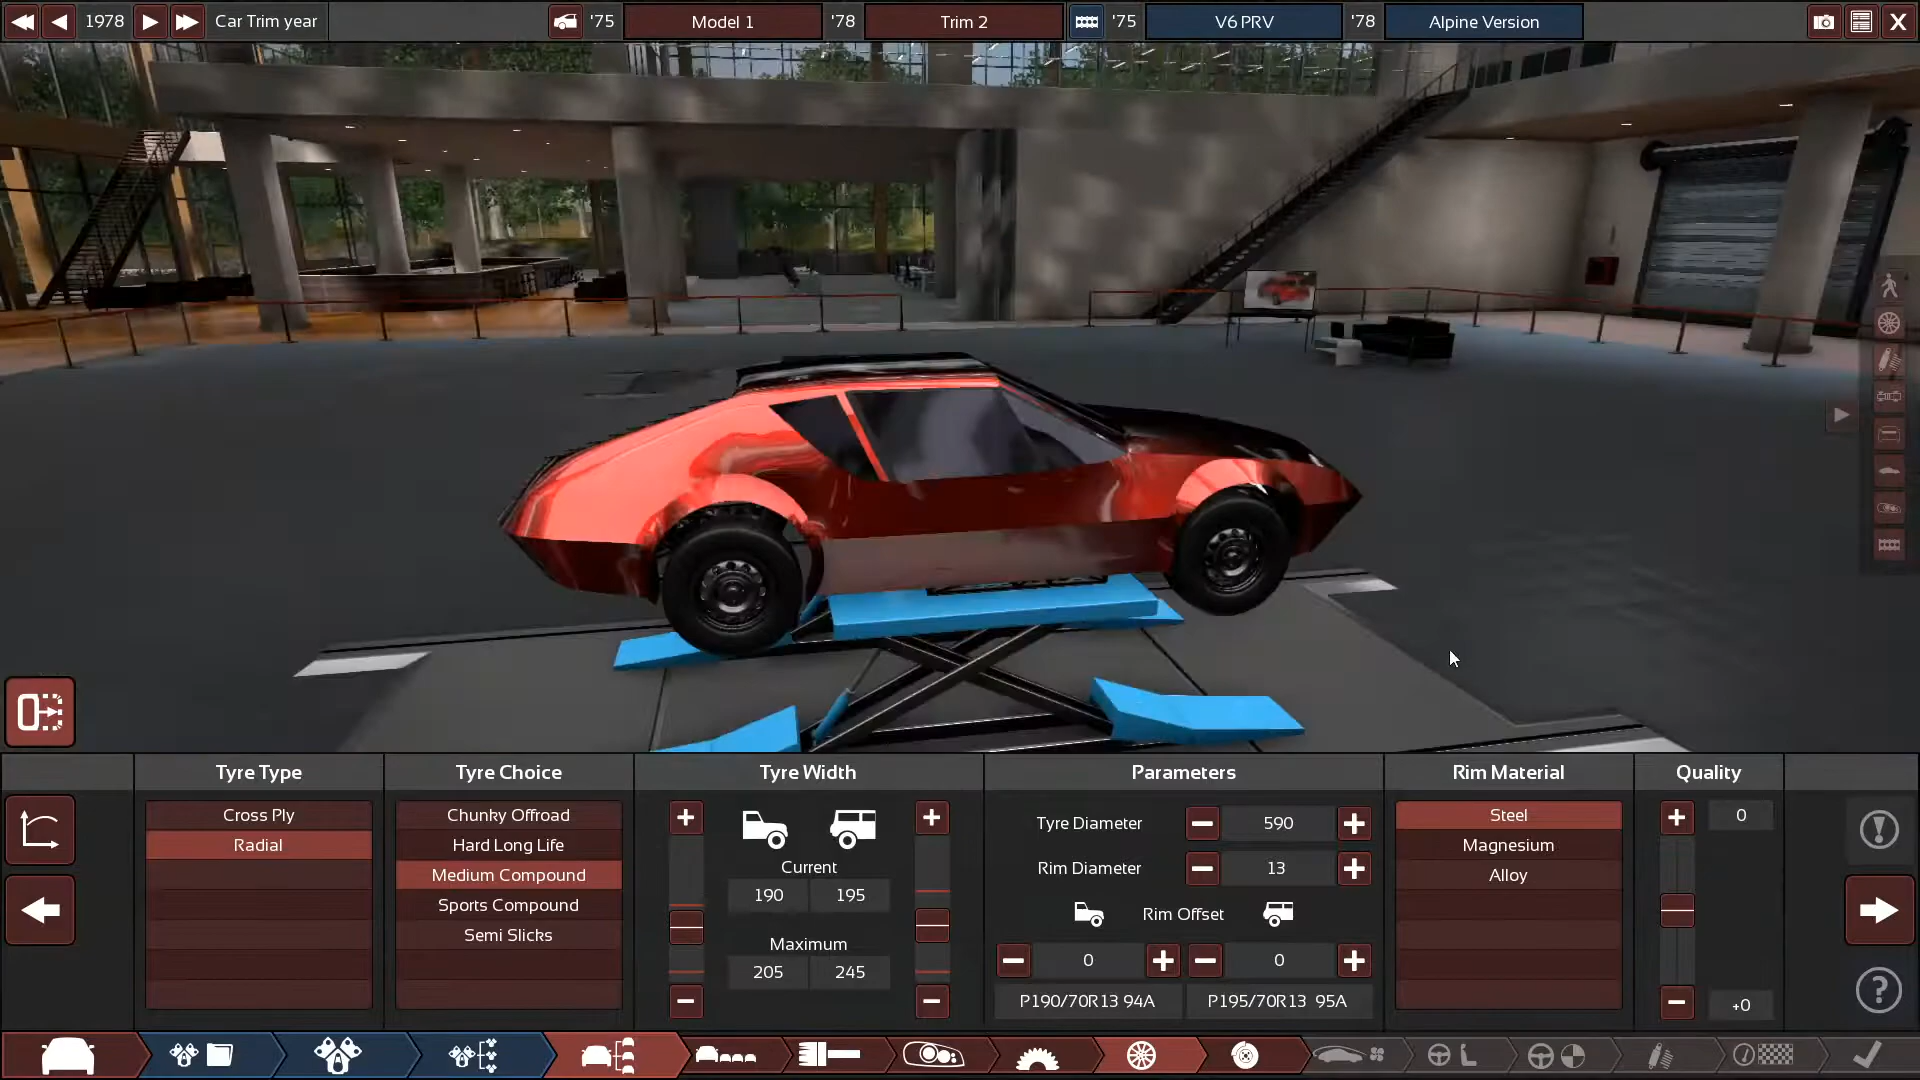 1978 Car Trim year '75 Model 1 '78 Trim 2 '75 V6 PRV '78 Alpine Version
Tyre Type
Cross Ply
Radial
Tyre Choice
Chunky Offroad
Hard Long Life
Medium Compound
Sports Compound
Semi Slicks
Tyre Width
Current
190 195
Maximum
205 245
Parameters
Tyre Diameter 590
Rim Diameter 13
Rim Offset
0 0
P190/70R13 94A P195/70R13 95A
Rim Material
Steel
Magnesium
Alloy
Quality
0
+0